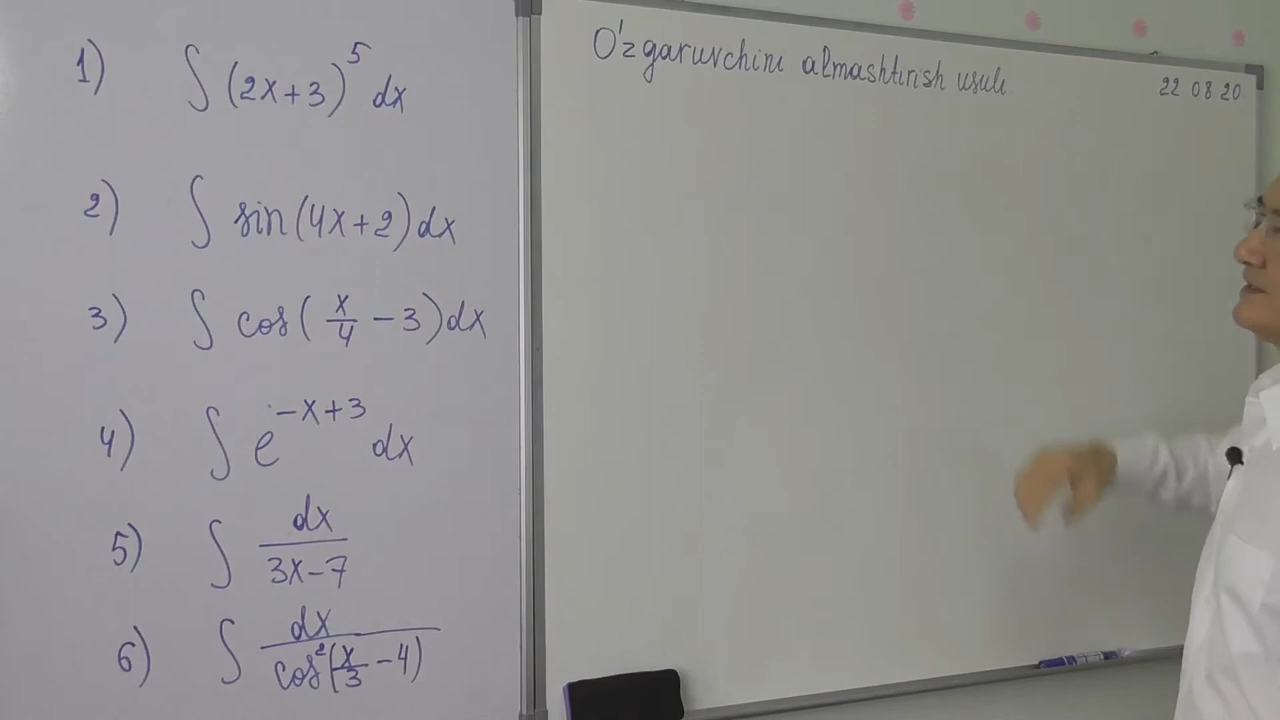 1) ∫ (2x+3)^5 dx
2) ∫ sin(4x+2)dx
3) ∫ cos(x/4 - 3)dx
4) ∫ e^(-x+3) dx
5) ∫ dx/(3x-7)
6) ∫ dx/cos²(x/3 - 4)
O'zgaruvchini almashtirish usuli
22 08 20